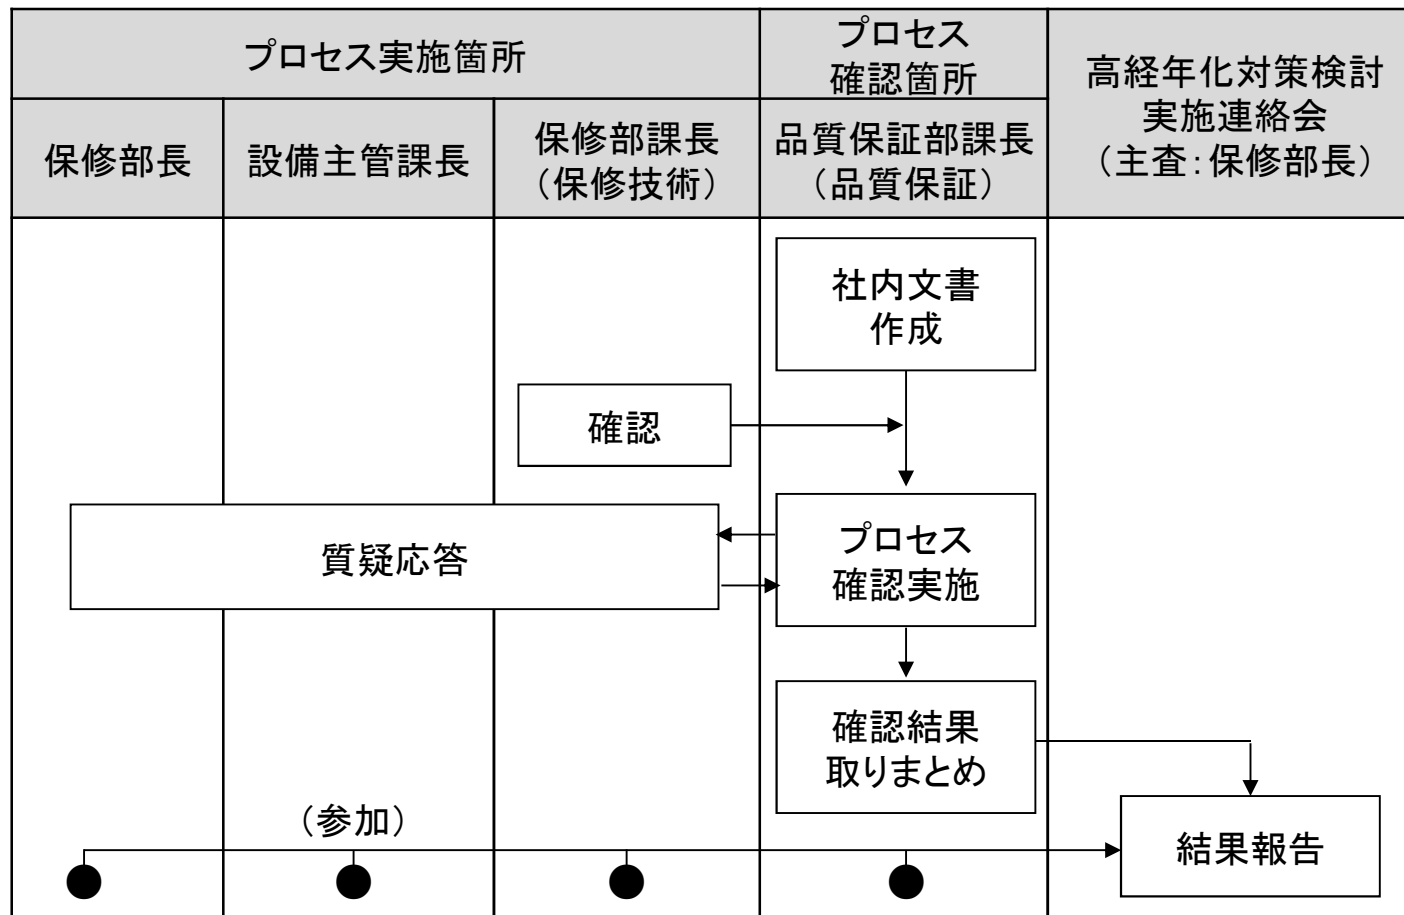 プロセス実施箇所
プロセス
確認箇所
高経年化対策検討
実施連絡会
（主査：保修部長）
保修部長
設備主管課長
保修部課長
（保修技術）
品質保証部課長
（品質保証）
社内文書
作成
確認
質疑応答
プロセス
確認実施
確認結果
取りまとめ
（参加）
結果報告